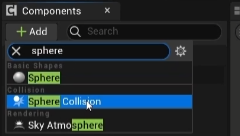 Components
+ Add Search
sphere
Basic Shapes
Sphere
Collision
Sphere Collision
Rendering
Sky Atmosphere